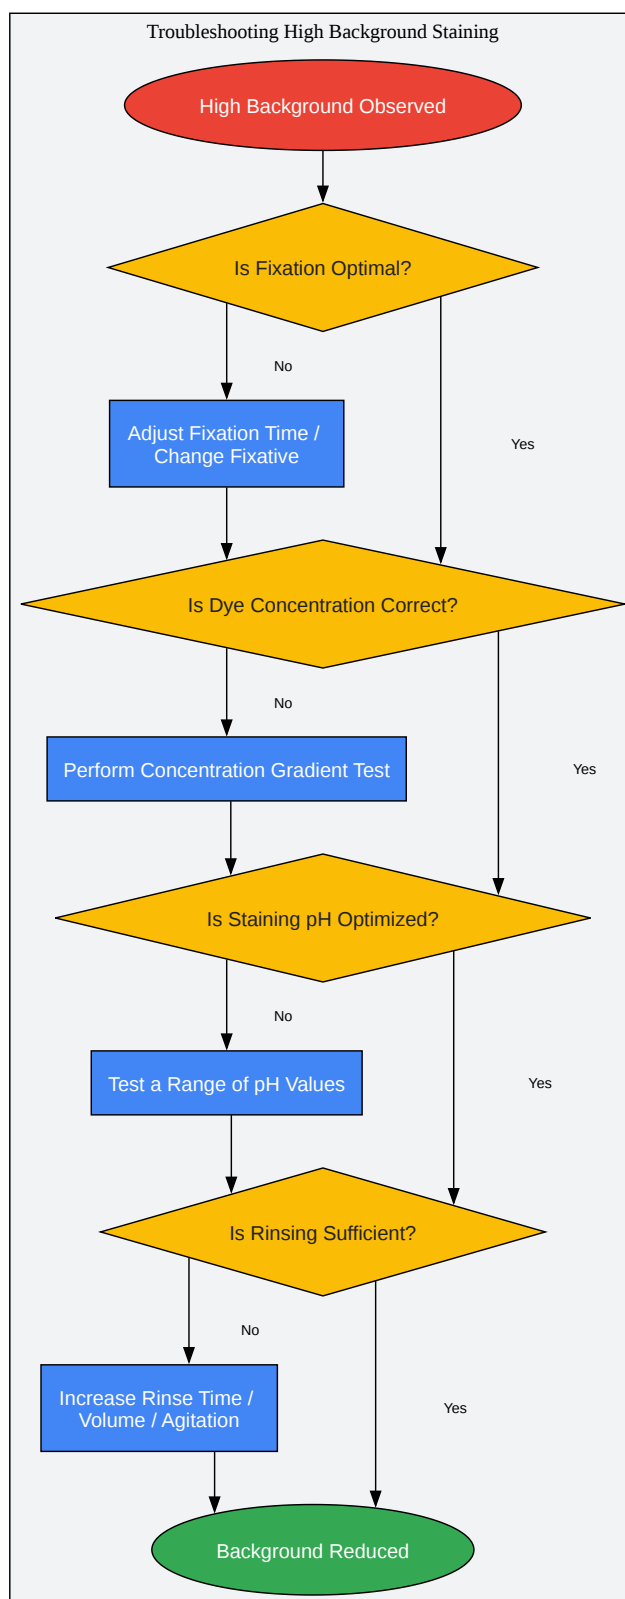 Troubleshooting High Background Staining
High Background Observed
Is Fixation Optimal?
No
Adjust Fixation Time /
Change Fixative
Yes
Is Dye Concentration Correct?
No
Perform Concentration Gradient Test
Yes
Is Staining pH Optimized?
No
Test a Range of pH Values
Yes
Is Rinsing Sufficient?
No
Increase Rinse Time /
Volume / Agitation
Yes
Background Reduced